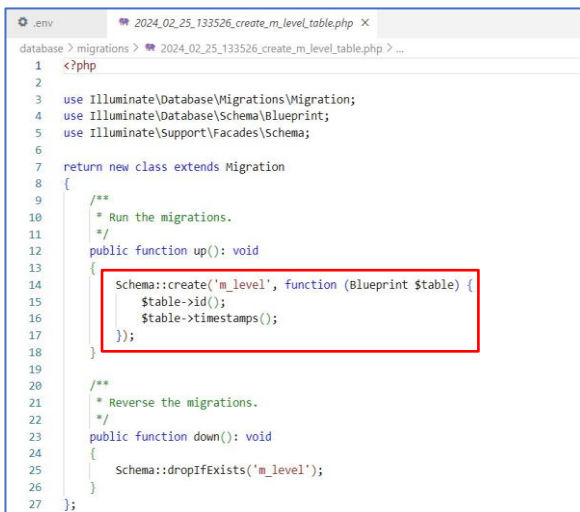 .env 2024_02_25_133526_create_m_level_table.php ×
database > migrations > 2024_02_25_133526_create_m_level_table.php > ...
1 <?php
2
3 use Illuminate\Database\Migrations\Migration;
4 use Illuminate\Database\Schema\Blueprint;
5 use Illuminate\Support\Facades\Schema;
6
7 return new class extends Migration
8 {
9 /**
10 * Run the migrations.
11 */
12 public function up(): void
13 {
14 Schema::create('m_level', function (Blueprint $table) {
15 $table->id();
16 $table->timestamps();
17 });
18 }
19
20 /**
21 * Reverse the migrations.
22 */
23 public function down(): void
24 {
25 Schema::dropIfExists('m_level');
26 }
27 };